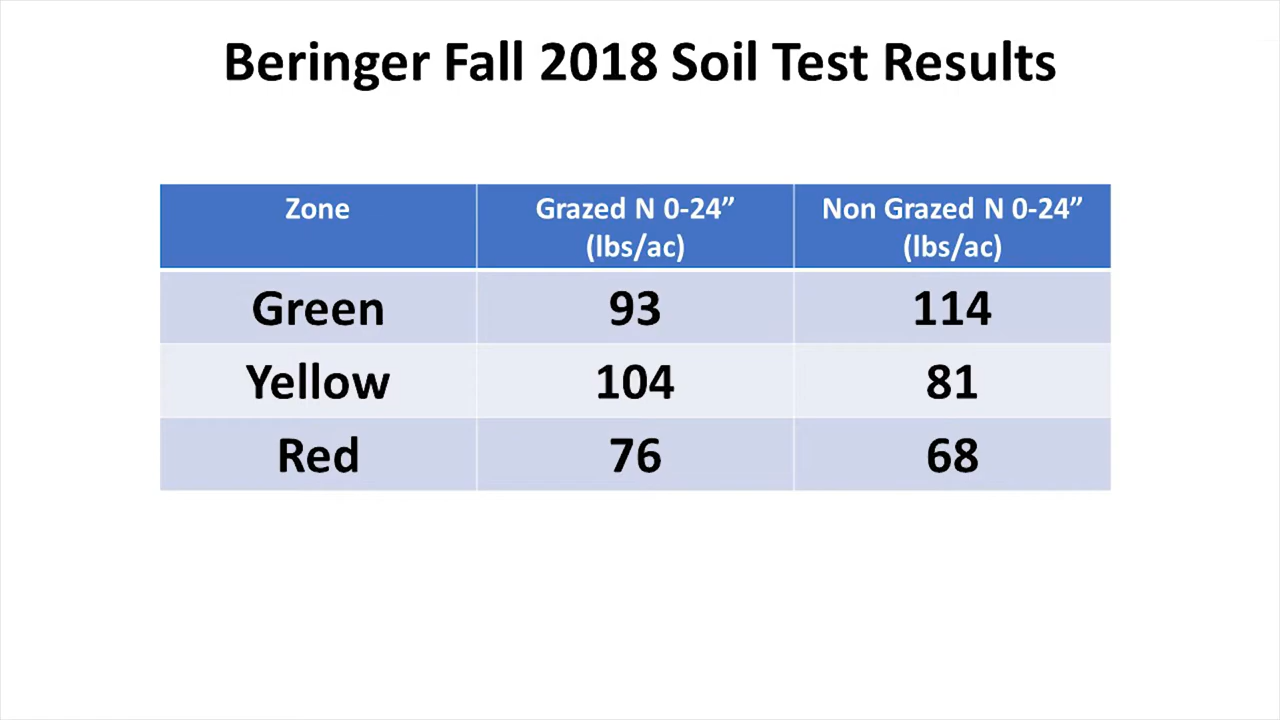 Beringer Fall 2018 Soil Test Results
Zone
Grazed N 0-24”
(lbs/ac)
Non Grazed N 0-24”
(lbs/ac)
Green
93
114
Yellow
104
81
Red
76
68